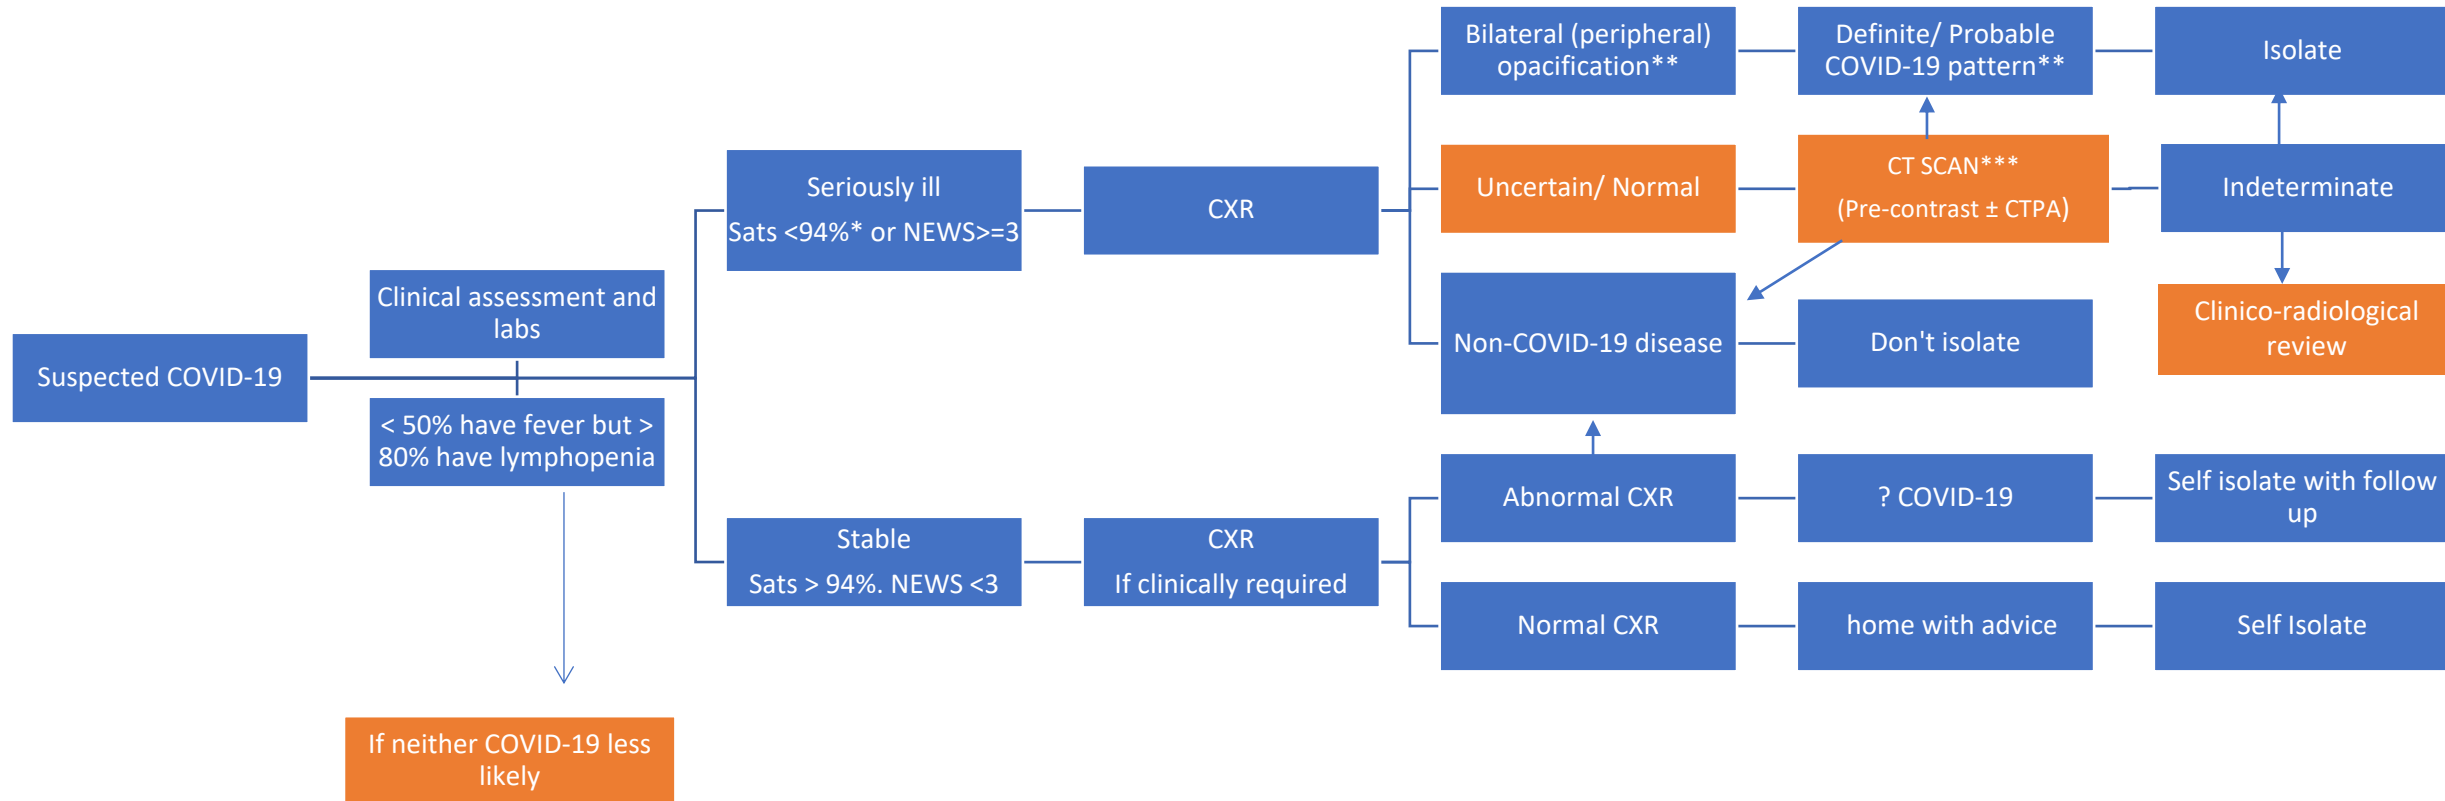 Suspected COVID-19
Clinical assessment and
labs
< 50% have fever but >
80% have lymphopenia
If neither COVID-19 less
likely
Seriously ill
Sats <94%* or NEWS>=3
CXR
Bilateral (peripheral)
opacification**
Definite/ Probable
COVID-19 pattern**
Isolate
Uncertain/ Normal
CT SCAN***
(Pre-contrast ± CTPA)
Indeterminate
Clinico-radiological
review
Non-COVID-19 disease
Don't isolate
Stable
Sats > 94%. NEWS <3
CXR
If clinically required
Abnormal CXR
? COVID-19
Self isolate with follow
up
Normal CXR
home with advice
Self Isolate